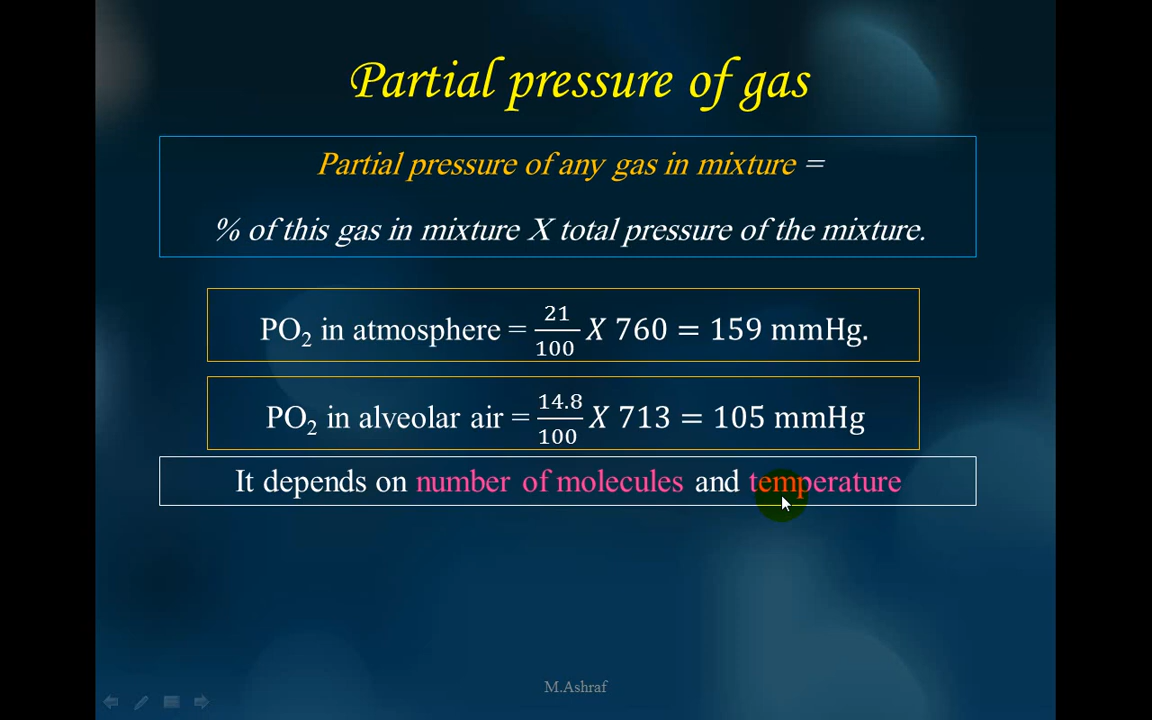 Partial pressure of gas
Partial pressure of any gas in mixture =
% of this gas in mixture X total pressure of the mixture.
PO₂ in atmosphere = 21/100 X 760 = 159 mmHg.
PO₂ in alveolar air = 14.8/100 X 713 = 105 mmHg
It depends on number of molecules and temperature
M.Ashraf